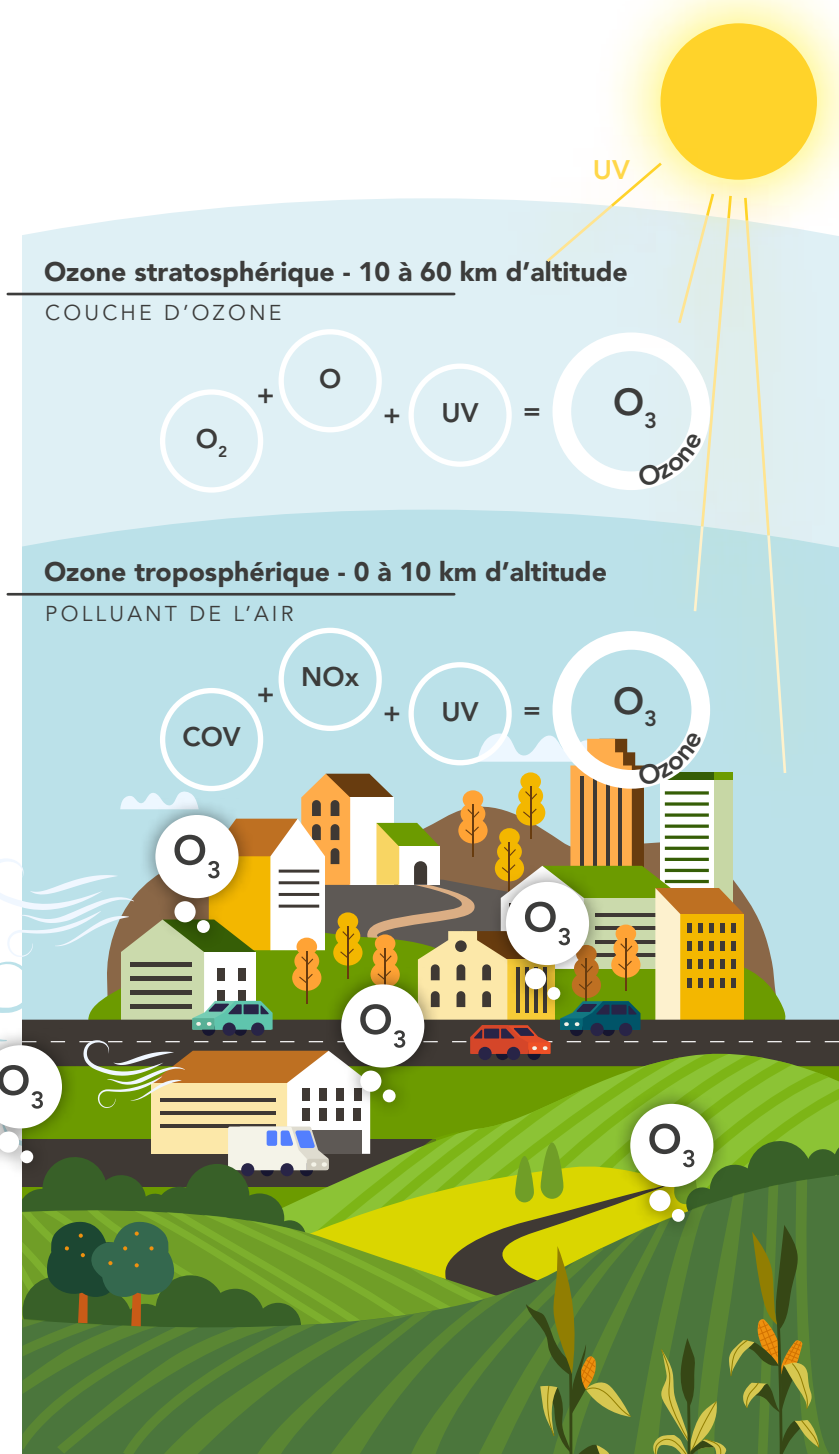 UV
Ozone stratosphérique - 10 à 60 km d’altitude
COUCHE D’OZONE
O2 + O + UV = O3
Ozone
Ozone troposphérique - 0 à 10 km d’altitude
POLLUANT DE L’AIR
COV + NOx + UV = O3
Ozone
O3
O3
O3
O3
O3